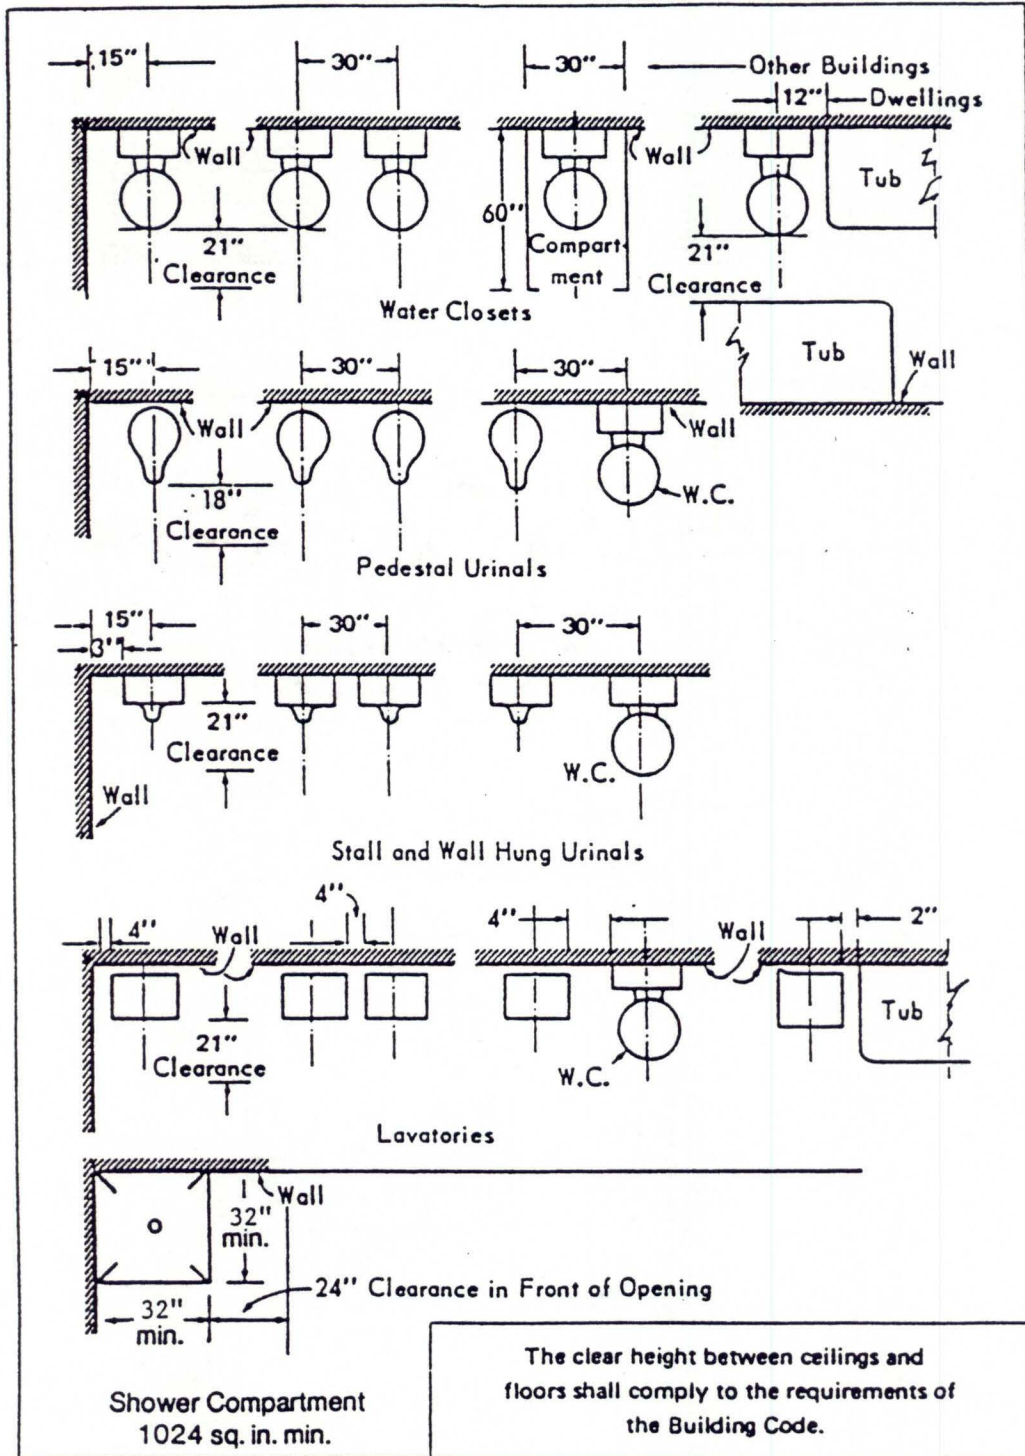 15"
30"
30"
Other Buildings
12"
Dwellings
Wall
Wall
Tub
60"
21"
Clearance
Compart-
ment
21"
Clearance
Water Closets
Tub
Wall
15"
30"
30"
Wall
Wall
18"
Clearance
W.C.
Pedestal Urinals
15"
30"
30"
3"
21"
Clearance
W.C.
Wall
Stall and Wall Hung Urinals
4"
4"
4"
2"
Wall
Wall
21"
Clearance
W.C.
Tub
Lavatories
Wall
32"
min.
24" Clearance in Front of Opening
32"
min.
Shower Compartment
1024 sq. in. min.
The clear height between ceilings and
floors shall comply to the requirements of
the Building Code.